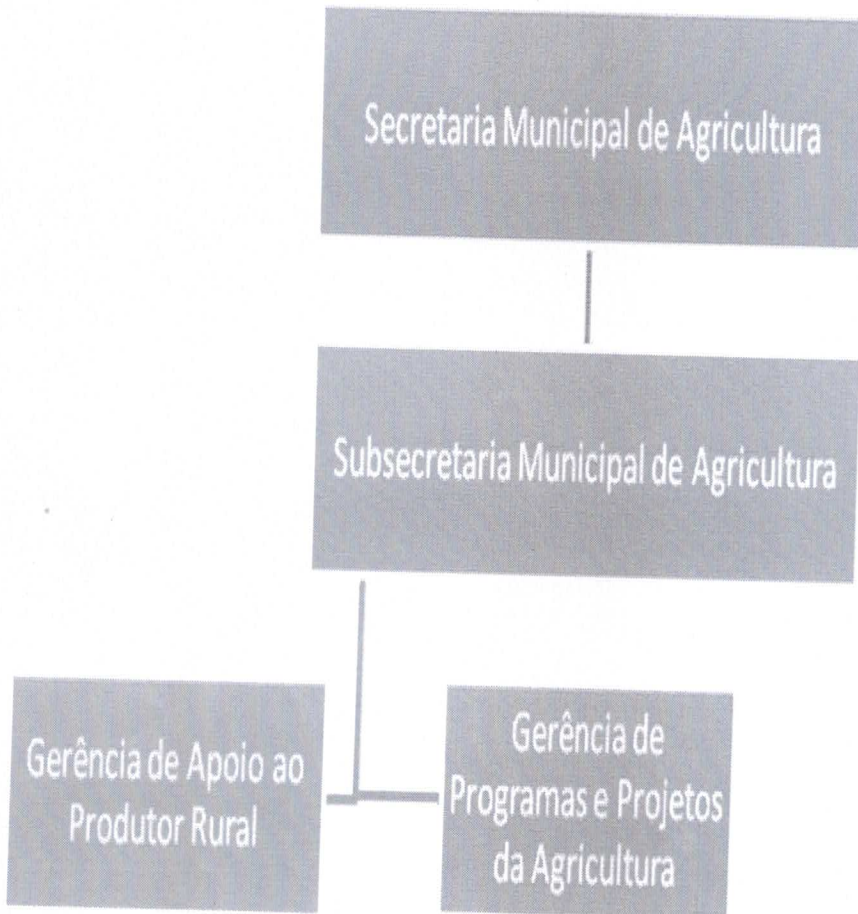 Secretaria Municipal de Agricultura
Subsecretaria Municipal de Agricultura
Gerência de Apoio ao
Produtor Rural
Gerência de
Programas e Projetos
da Agricultura